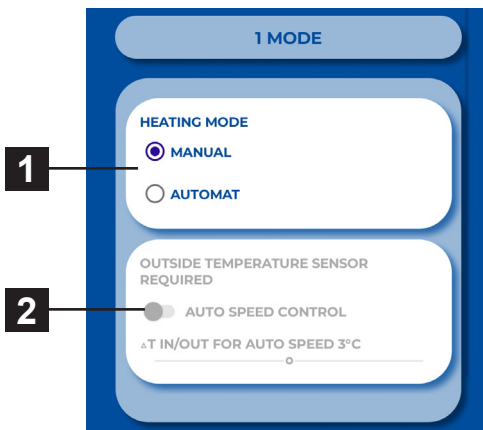 1 MODE
HEATING MODE
1
MANUAL
AUTOMAT
OUTSIDE TEMPERATURE SENSOR
REQUIRED
2
AUTO SPEED CONTROL
▵T IN/OUT FOR AUTO SPEED 3°C